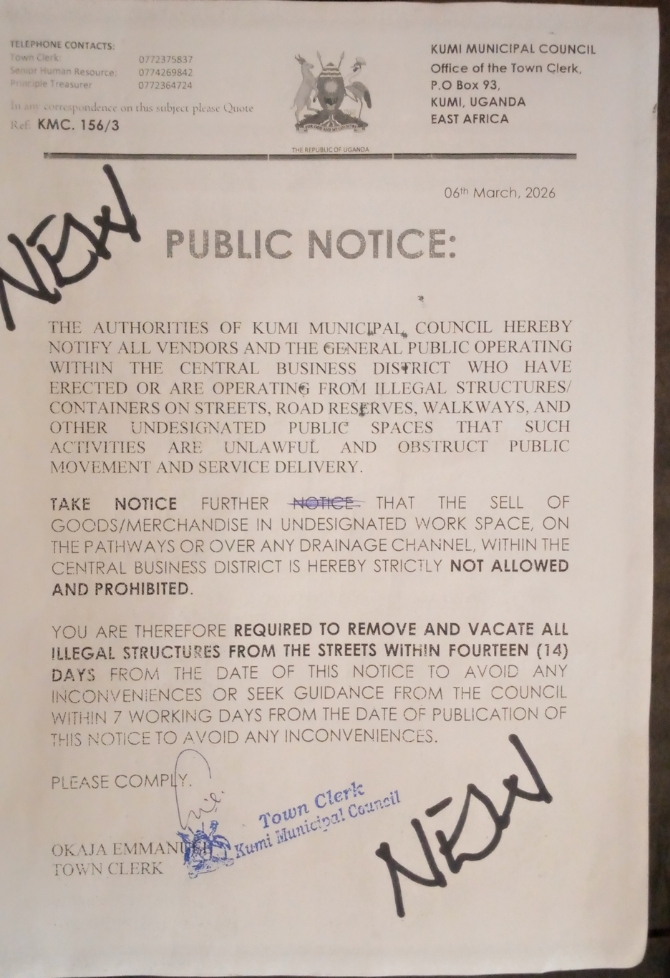 TELEPHONE CONTACTS:
Town Clerk: 0772375837
Senior Human Resource: 0774269842
Principle Treasurer 0772364724
In any correspondence on this subject please Quote
Ref: KMC. 156/3
THE REPUBLIC OF UGANDA
KUMI MUNICIPAL COUNCIL
Office of the Town Clerk,
P.O Box 93,
KUMI, UGANDA
EAST AFRICA
06th March, 2026
NEW
PUBLIC NOTICE:
THE AUTHORITIES OF KUMI MUNICIPAL COUNCIL HEREBY
NOTIFY ALL VENDORS AND THE GENERAL PUBLIC OPERATING
WITHIN THE CENTRAL BUSINESS DISTRICT WHO HAVE
ERECTED OR ARE OPERATING FROM ILLEGAL STRUCTURES/
CONTAINERS ON STREETS, ROAD RESERVES, WALKWAYS, AND
OTHER UNDESIGNATED PUBLIC SPACES THAT SUCH
ACTIVITIES ARE UNLAWFUL AND OBSTRUCT PUBLIC
MOVEMENT AND SERVICE DELIVERY.
TAKE NOTICE FURTHER NOTICE THAT THE SELL OF
GOODS/MERCHANDISE IN UNDESIGNATED WORK SPACE, ON
THE PATHWAYS OR OVER ANY DRAINAGE CHANNEL, WITHIN THE
CENTRAL BUSINESS DISTRICT IS HEREBY STRICTLY NOT ALLOWED
AND PROHIBITED.
YOU ARE THEREFORE REQUIRED TO REMOVE AND VACATE ALL
ILLEGAL STRUCTURES FROM THE STREETS WITHIN FOURTEEN (14)
DAYS FROM THE DATE OF THIS NOTICE TO AVOID ANY
INCONVENIENCES OR SEEK GUIDANCE FROM THE COUNCIL
WITHIN 7 WORKING DAYS FROM THE DATE OF PUBLICATION OF
THIS NOTICE TO AVOID ANY INCONVENIENCES.
PLEASE COMPLY.
Town Clerk
Kumi Municipal Council
OKAJA EMMANUEL
TOWN CLERK
NEW